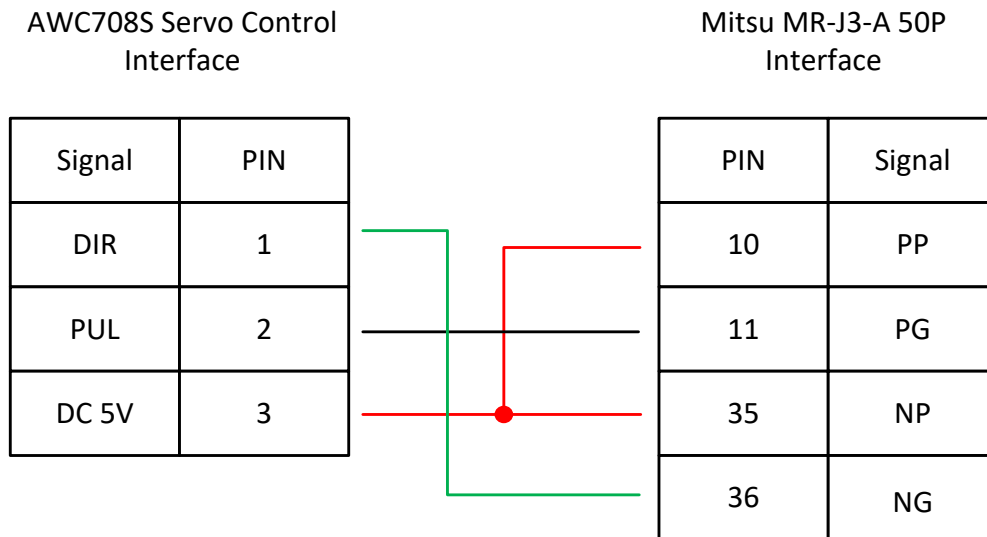 AWC708S Servo Control
Interface
Mitsu MR-J3-A 50P
Interface
Signal PIN
DIR 1
PUL 2
DC 5V 3
PIN Signal
10 PP
11 PG
35 NP
36 NG